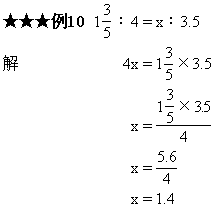 ★★★例10 1 3/5 : 4 = x : 3.5
解 4x = 1 3/5 × 3.5
x = (1 3/5 × 35)/4
x = 5.6/4
x = 1.4